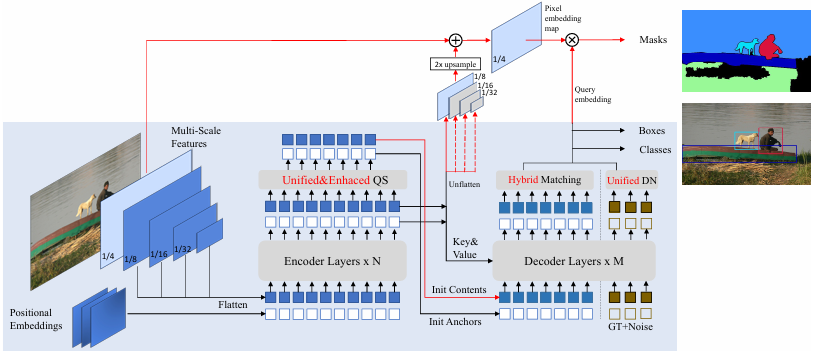 Pixel
embedding
map
Masks
1/4
2x upsample
1/8
1/16
1/32
Query
embedding
Multi-Scale
Features
Boxes
Classes
Unified&Enhaced QS
Hybrid Matching
Unified DN
Unflatten
1/4
1/8
1/16
1/32
Key&
Value
Encoder Layers x N
Decoder Layers x M
Positional
Embeddings
Flatten
Init Contents
Init Anchors
GT+Noise